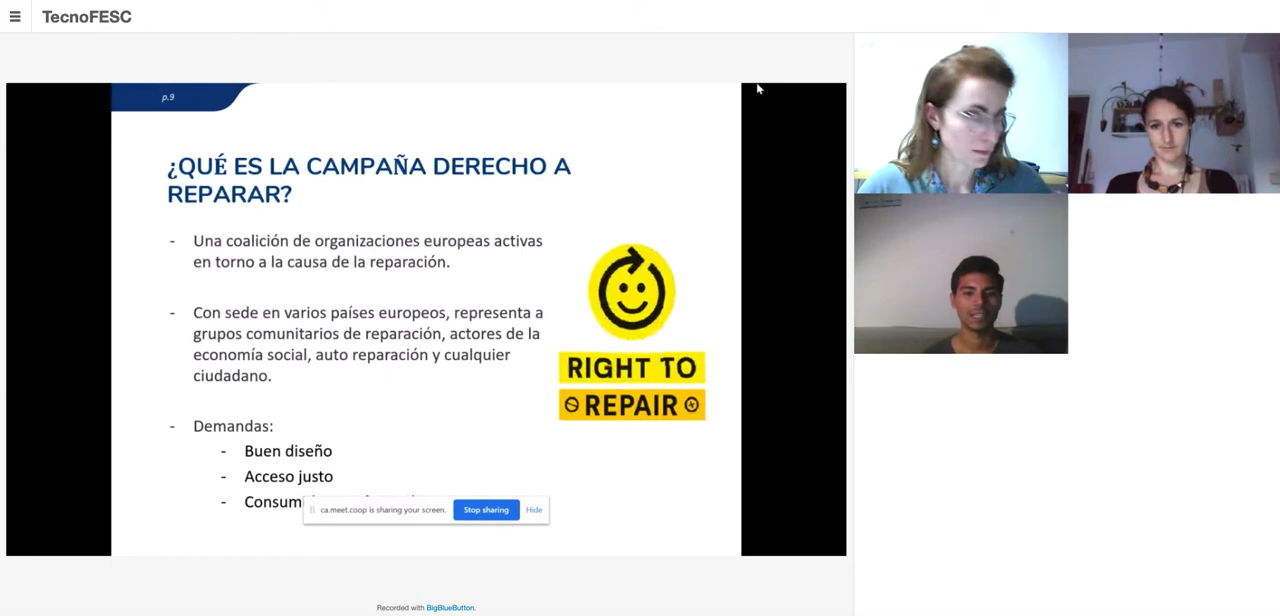 TecnoFESC
p.9
¿QUÉ ES LA CAMPAÑA DERECHO A
REPARAR?
- Una coalición de organizaciones europeas activas
en torno a la causa de la reparación.
- Con sede en varios países europeos, representa a
grupos comunitarios de reparación, actores de la
economía social, auto reparación y cualquier
ciudadano.
- Demandas:
- Buen diseño
- Acceso justo
RIGHT TO
REPAIR
ca.meet.coop is sharing your screen.
Stop sharing
Hide
Recorded with BigBlueButton.